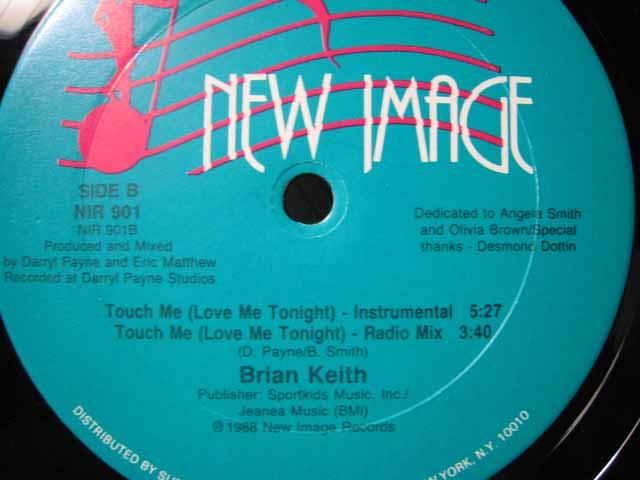 NEW IMAGE
SIDE B
NIR 901
NIR 901B
Produced and Mixed
by Darryl Payne and Eric Matthew
Recorded at Darryl Payne Studios
Dedicated to Angela Smith
and Olivia Brown/Special
thanks - Desmond Dottin
Touch Me (Love Me Tonight) - Instrumental 5:27
Touch Me (Love Me Tonight) - Radio Mix 3:40
(D. Payne/B. Smith)
Brian Keith
Publisher: Sportkids Music, Inc./
Jeanea Music (BMI)
℗ 1988 New Image Records
DISTRIBUTED BY
YORK, N.Y. 10010